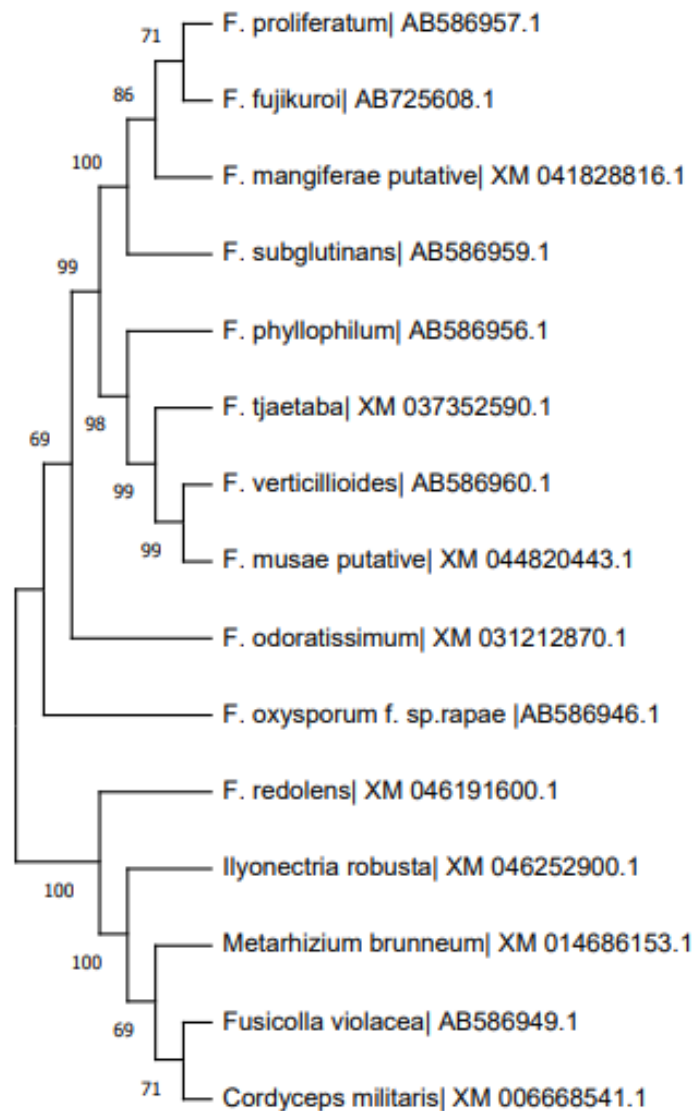 71
F. proliferatum| AB586957.1
86
F. fujikuroi| AB725608.1
100
F. mangiferae putative| XM 041828816.1
99
F. subglutinans| AB586959.1
F. phyllophilum| AB586956.1
98
F. tjaetaba| XM 037352590.1
69
99
F. verticillioides| AB586960.1
99
F. musae putative| XM 044820443.1
F. odoratissimum| XM 031212870.1
F. oxysporum f. sp.rapae |AB586946.1
F. redolens| XM 046191600.1
100
Ilyonectria robusta| XM 046252900.1
100
Metarhizium brunneum| XM 014686153.1
69
Fusicolla violacea| AB586949.1
71
Cordyceps militaris| XM 006668541.1